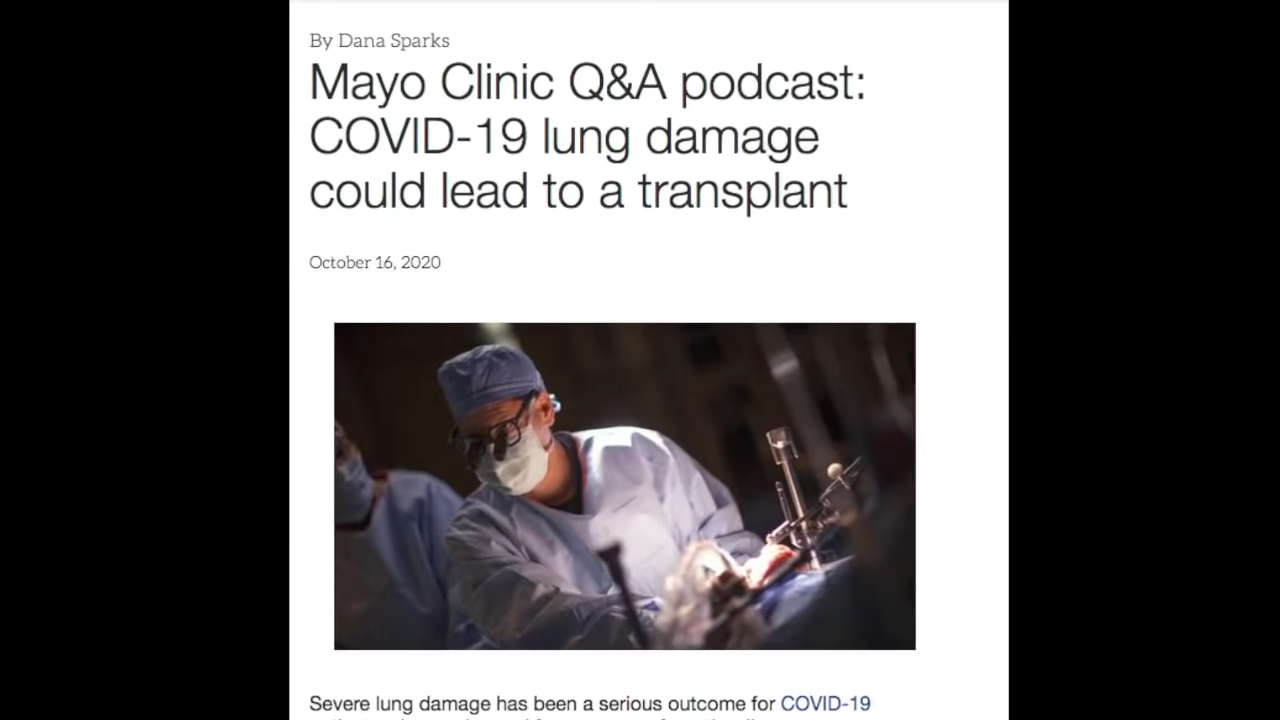 By Dana Sparks
Mayo Clinic Q&A podcast:
COVID-19 lung damage
could lead to a transplant
October 16, 2020
Severe lung damage has been a serious outcome for COVID-19